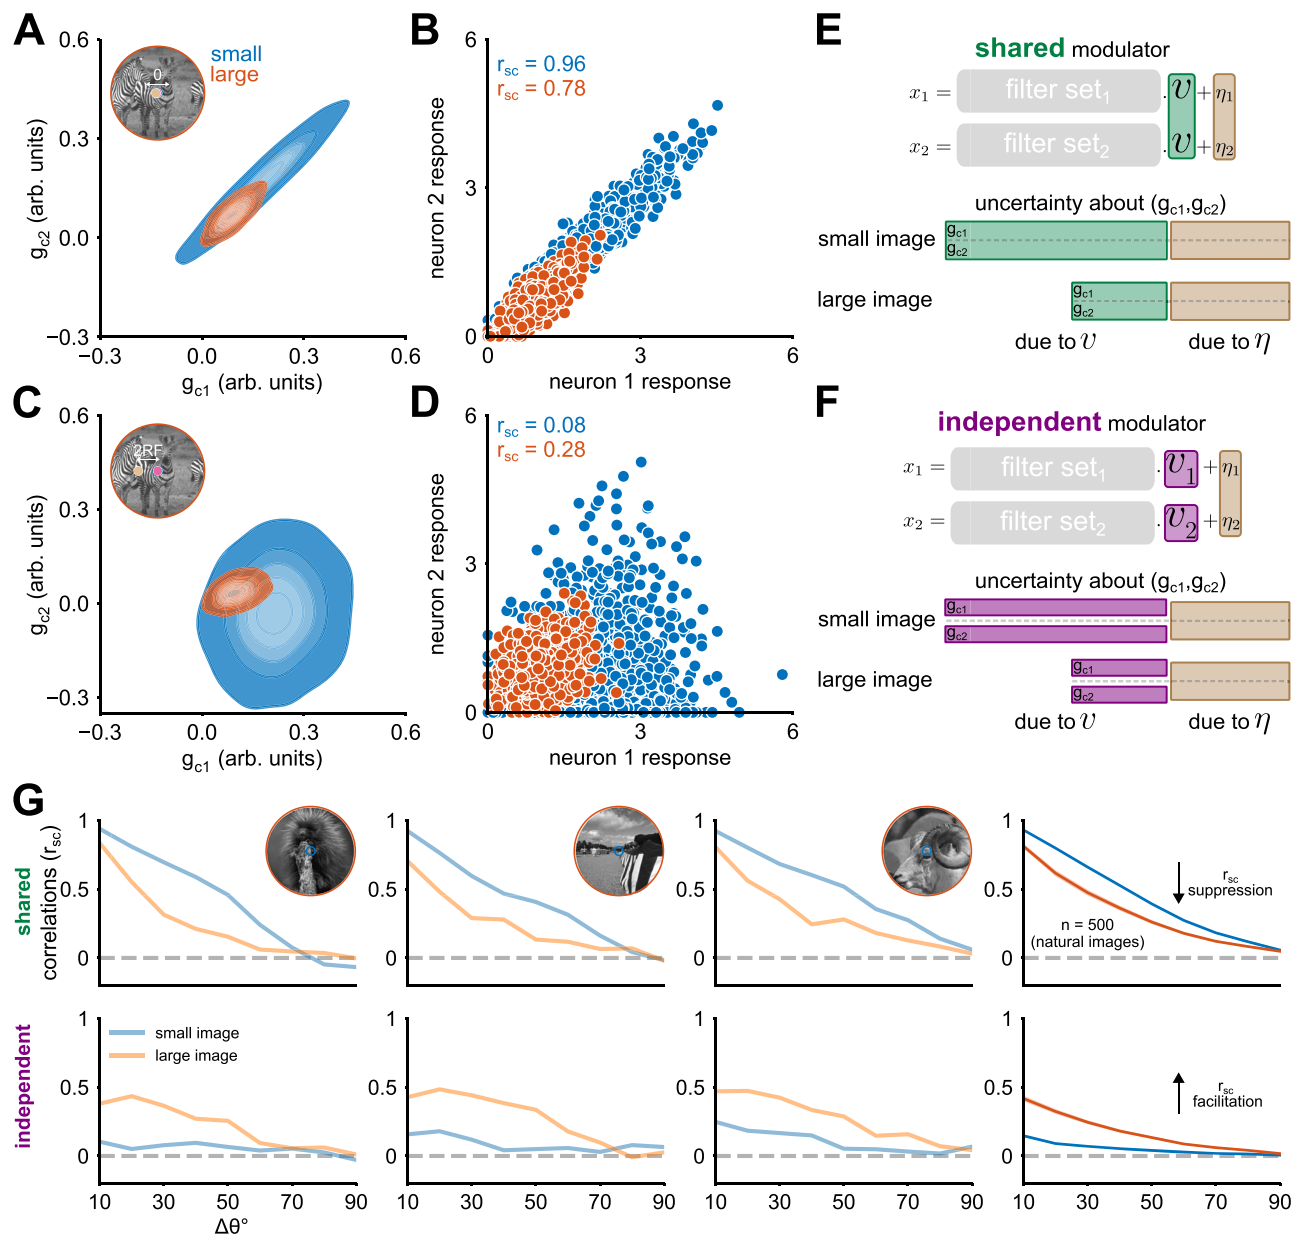 A
0.6
0.3
0.0
−0.3
−0.3
0.0
0.3
0.6
g_c2 (arb. units)
g_c1 (arb. units)
0
small
large
B
6
3
0
0
3
6
r_sc = 0.96
r_sc = 0.78
neuron 2 response
neuron 1 response
E
shared modulator
x_1 = filter set_1 . ν + η_1
x_2 = filter set_2 . ν + η_2
uncertainty about (g_c1,g_c2)
small image
g_c1
g_c2
large image
g_c1
g_c2
due to ν
due to η
C
0.6
0.3
0.0
−0.3
−0.3
0.0
0.3
0.6
g_c2 (arb. units)
g_c1 (arb. units)
2RF
D
6
3
0
0
3
6
r_sc = 0.08
r_sc = 0.28
neuron 2 response
neuron 1 response
F
independent modulator
x_1 = filter set_1 . ν_1 + η_1
x_2 = filter set_2 . ν_2 + η_2
uncertainty about (g_c1,g_c2)
small image
g_c1
g_c2
large image
g_c1
g_c2
due to ν
due to η
G
shared
correlations (r_sc)
1
0.5
0
1
0.5
0
1
0.5
0
1
0.5
0
r_sc
suppression
n = 500
(natural images)
independent
1
0.5
0
10 30 50 70 90
Δθ°
small image
large image
1
0.5
0
10 30 50 70 90
1
0.5
0
10 30 50 70 90
1
0.5
0
10 30 50 70 90
r_sc
facilitation